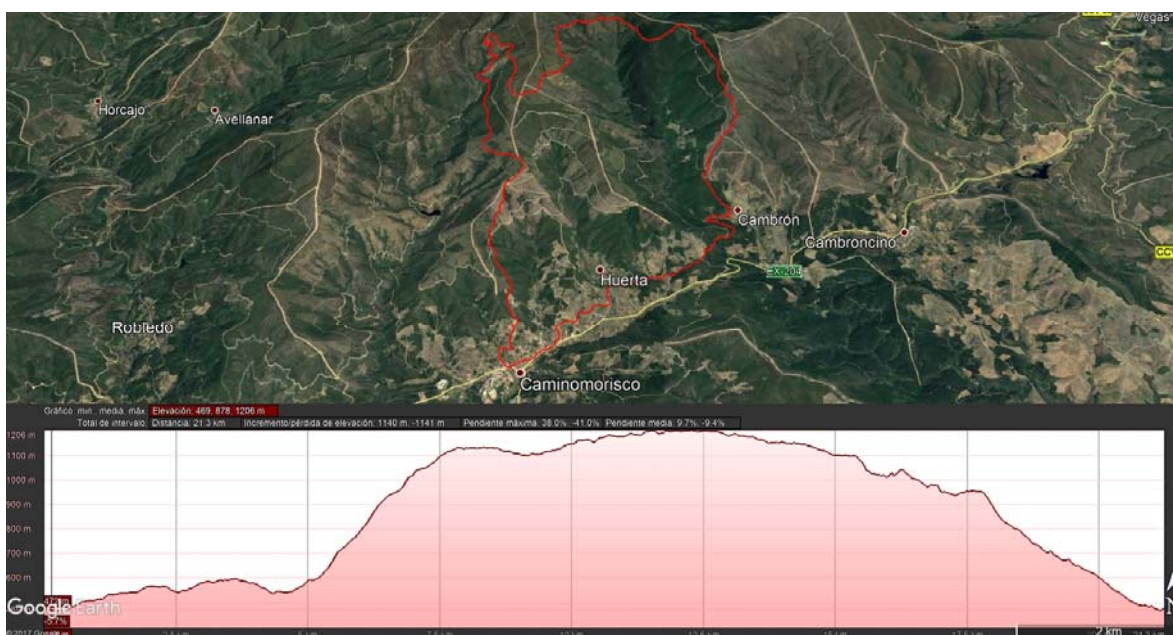 Vegas
Horcajo
Avellanar
Cambrón
Cambroncino
EX-204
Huerta
Robledo
Caminomorisco
Gráfico: mín., media, máx. Elevación: 469, 878, 1206 m
Total de intervalo: Distancia: 21.3 km Incremento/pérdida de elevación: 1140 m, -1141 m Pendiente máxima: 38.0%, -41.0% Pendiente media: 9.7%, -9.4%
1206 m
1100 m
1000 m
900 m
800 m
700 m
600 m
Google Earth
-5.7%
2 km